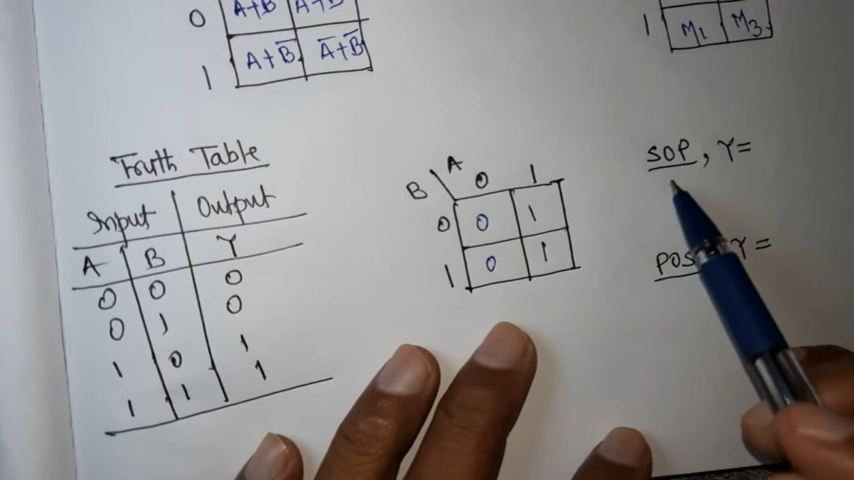 0 A+B A+B
1 A+B̅ A̅+B̅
1 M1 M3
Truth Table
Input Output
A B Y
0 0 0
0 1 0
1 0 1
1 1 1
B A 0 1
0 0 1
1 0 1
SOP, Y=
POS, Y=